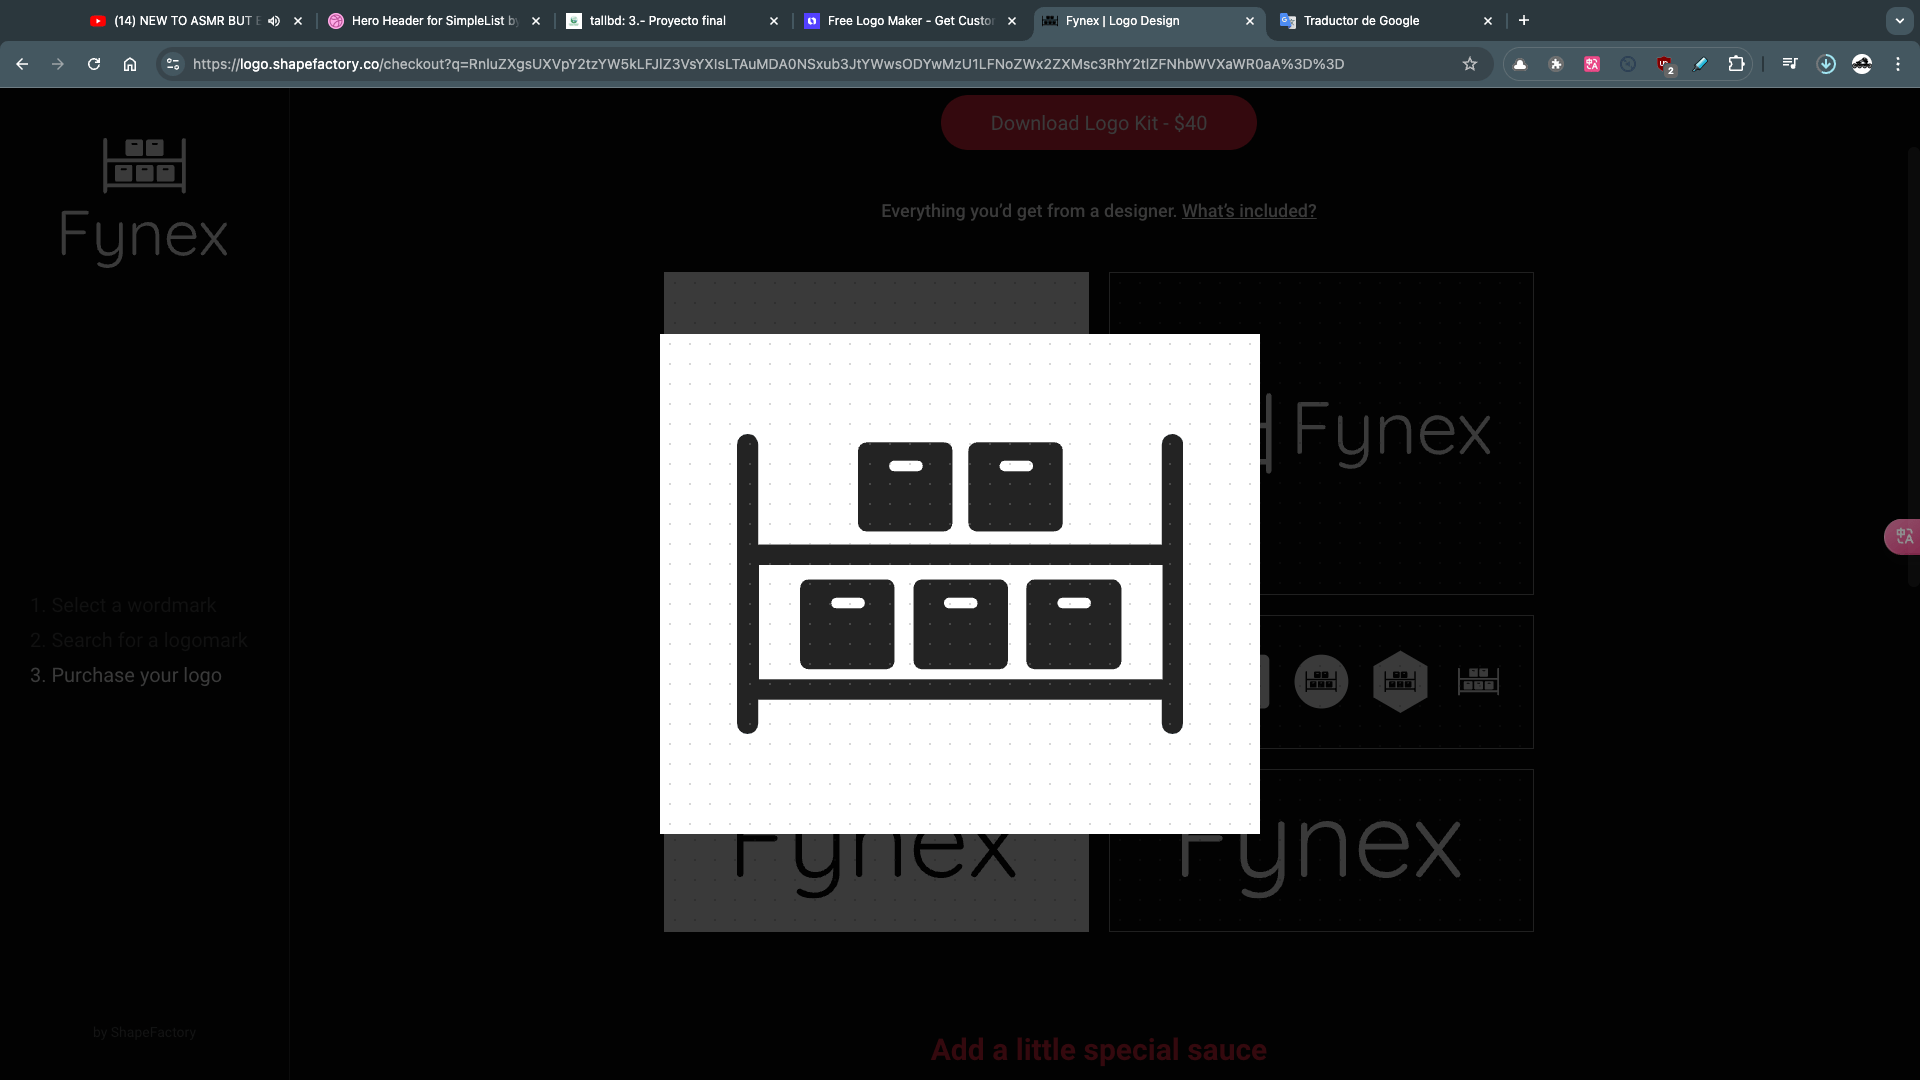 (14) NEW TO ASMR BUT
Hero Header for SimpleList by
tallbd: 3.- Proyecto final
Free Logo Maker - Get Custo
Fynex | Logo Design
Traductor de Google
https://logo.shapefactory.co/checkout?q=RnluZXgsUXVpY2tzYW5kLFJlZ3VsYXIsLTAuMDA0NSxub3JtYWwsODYwMzU1LFNoZWx2ZXMsc3RhY2tlZFNhbWVXaWR0aA%3D%3D
2
Download Logo Kit - $40
Everything you’d get from a designer. What’s included?
Fynex
Fynex
1. Select a wordmark
2. Search for a logomark
3. Purchase your logo
Fynex
Fynex
by ShapeFactory
Add a little special sauce